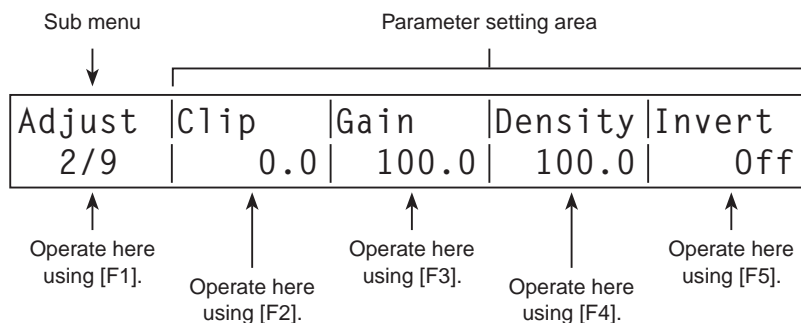 Sub menu
Parameter setting area
Adjust |Clip |Gain |Density|Invert
2/9 | 0.0| 100.0| 100.0| Off
Operate here
using [F1].
Operate here
using [F2].
Operate here
using [F3].
Operate here
using [F4].
Operate here
using [F5].